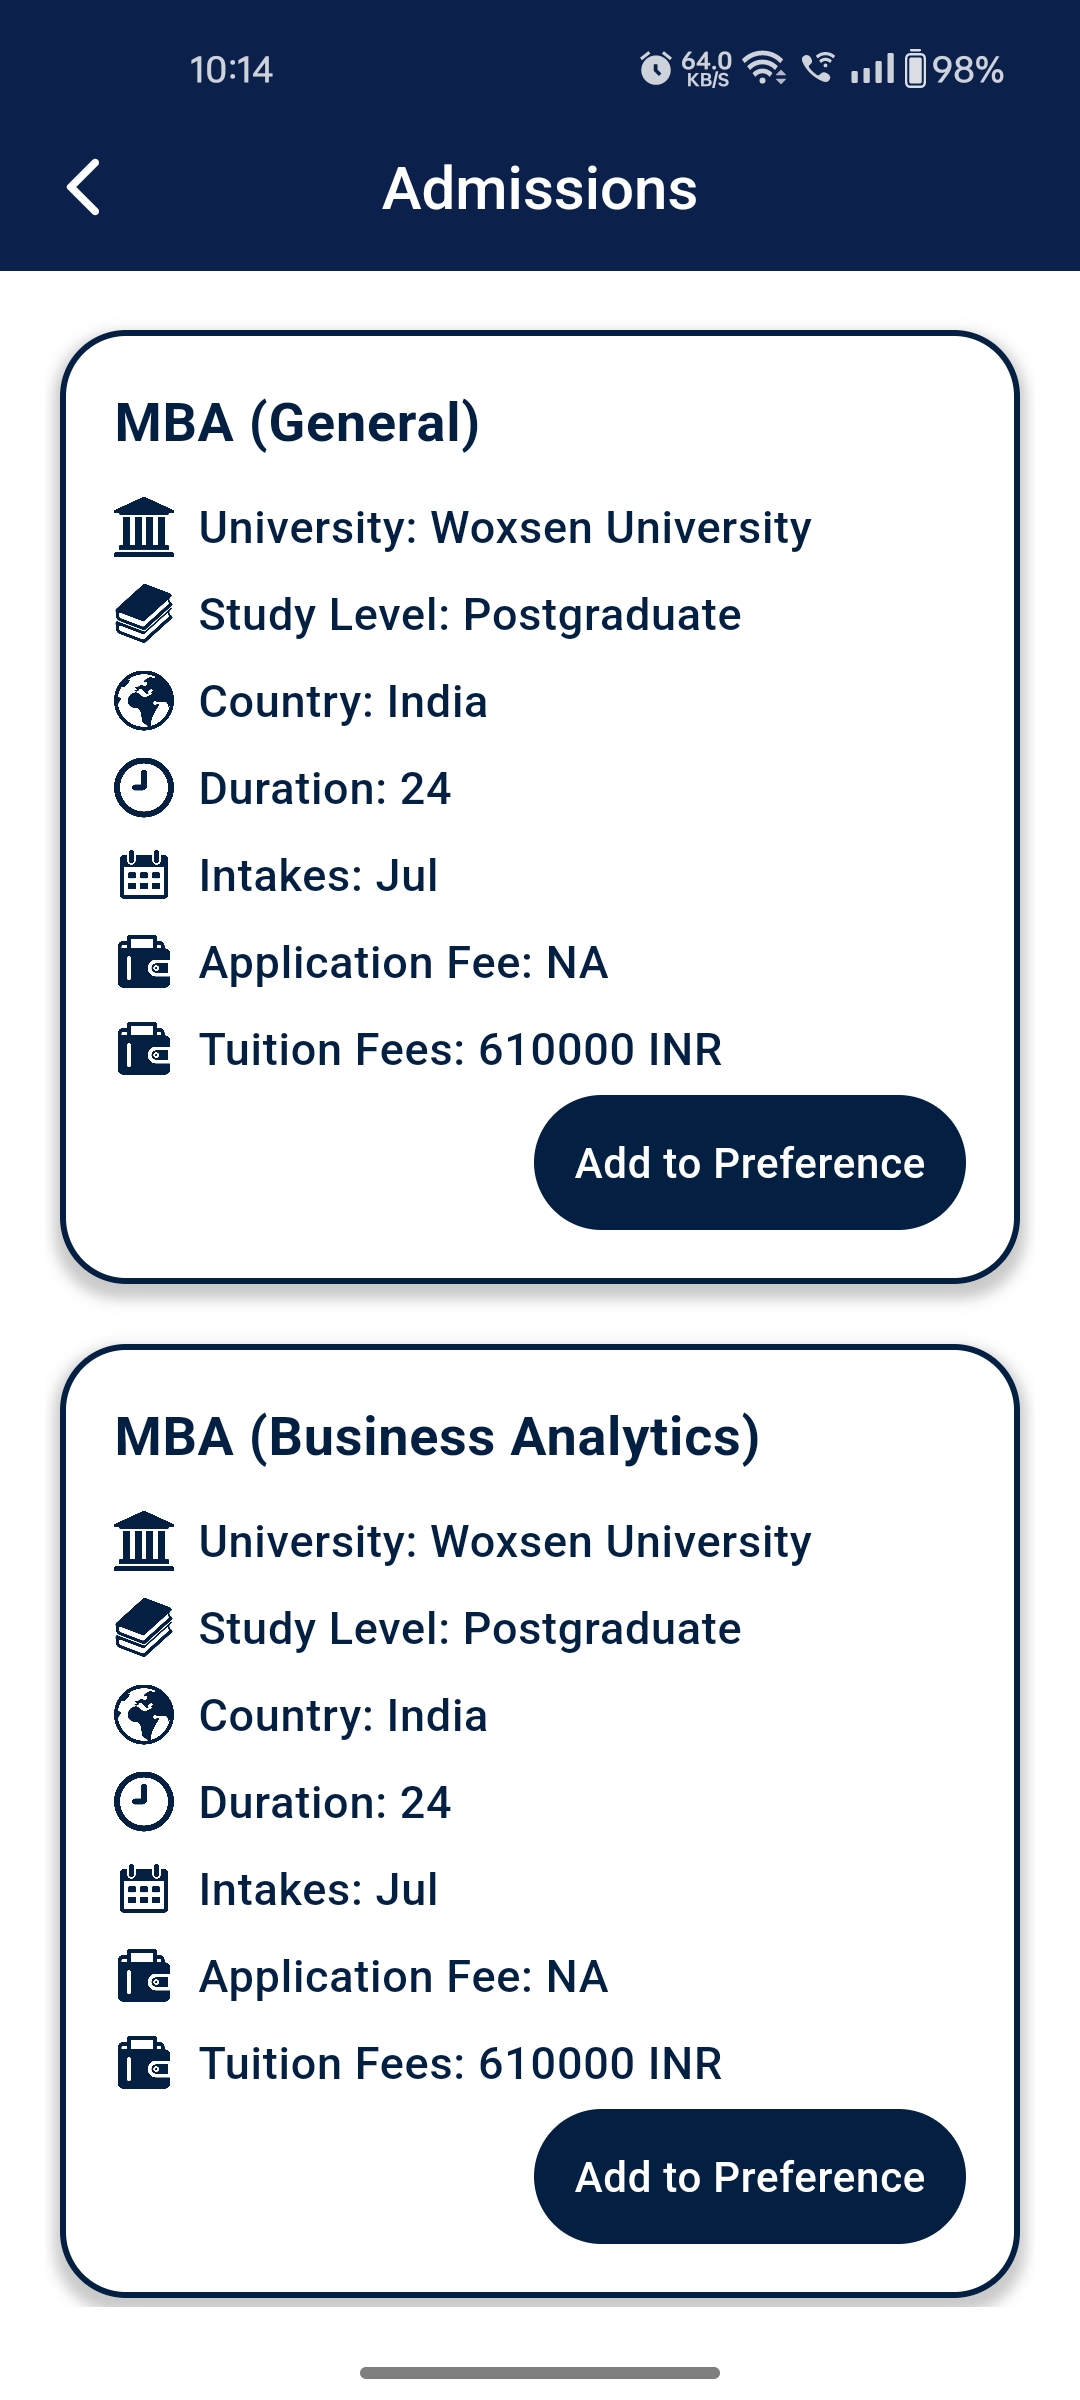 10:14
64.0 KB/S
98%
Admissions
MBA (General)
University: Woxsen University
Study Level: Postgraduate
Country: India
Duration: 24
Intakes: Jul
Application Fee: NA
Tuition Fees: 610000 INR
Add to Preference
MBA (Business Analytics)
University: Woxsen University
Study Level: Postgraduate
Country: India
Duration: 24
Intakes: Jul
Application Fee: NA
Tuition Fees: 610000 INR
Add to Preference